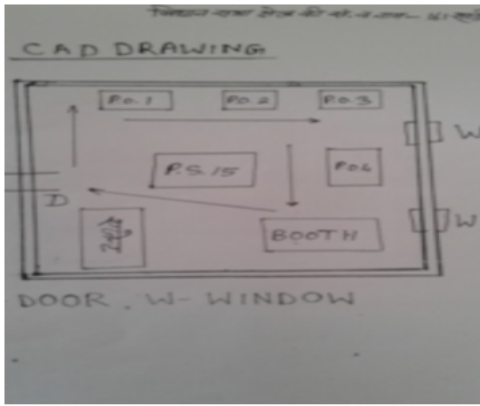 CAD DRAWING
P.O.1
P.O.2
P.O.3
W
P.S.15
P.O.4
D
BOOTH
W
DOOR, W- WINDOW